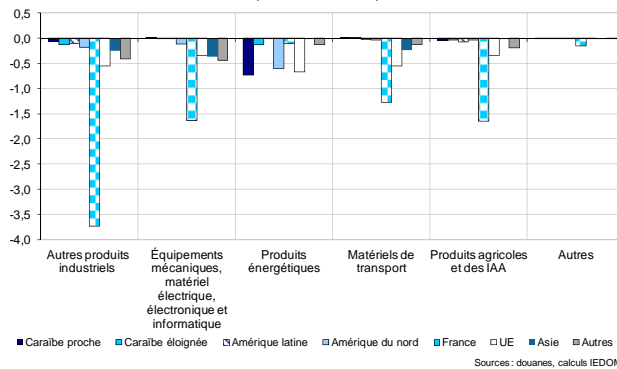 0,5
0,0
-0,5
-1,0
-1,5
-2,0
-2,5
-3,0
-3,5
-4,0
Autres produits
industriels
Équipements
mécaniques,
matériel
électrique,
électronique et
informatique
Produits
énergétiques
Matériels de
transport
Produits agricoles
et des IAA
Autres
Caraïbe proche
Caraïbe éloignée
Amérique latine
Amérique du nord
France
UE
Asie
Autres
Sources : douanes, calculs IEDOM